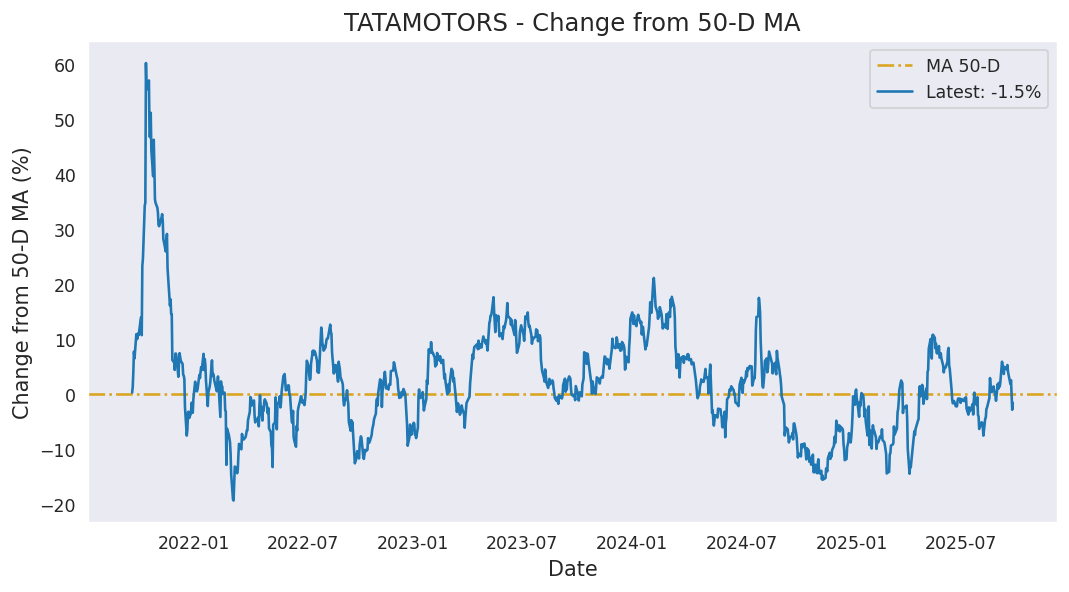 TATAMOTORS - Change from 50-D MA
MA 50-D
Latest: -1.5%
Change from 50-D MA (%)
60
50
40
30
20
10
0
−10
−20
2022-01 2022-07 2023-01 2023-07 2024-01 2024-07 2025-01 2025-07
Date